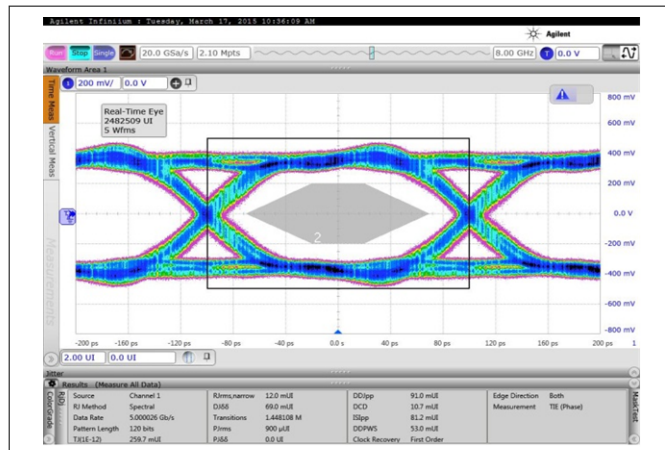 Agilent Infiniium : Tuesday, March 17, 2015 10:36:09 AM
Agilent
Run Stop Single 20.0 GSa/s 2.10 Mpts 8.00 GHz T 0.0 V
Waveform Area 1
1 200 mV/ 0.0 V
Time Meas
Vertical Meas
Measurements
Real-Time Eye
2482509 UI
5 Wfms
800 mV
600 mV
400 mV
200 mV
0.0 V
-200 mV
-400 mV
-600 mV
-800 mV
2
-200 ps -160 ps -120 ps -80 ps -40 ps 0.0 s 40 ps 80 ps 120 ps 160 ps 200 ps 1
2.00 UI 0.0 UI
Jitter
Results (Measure All Data)
ColorGrade
RJDJ
MaskTest
Source Channel 1 RJrms,narrow 12.0 mUI DDJpp 91.0 mUI Edge Direction Both
RJ Method Spectral DJδδ 69.0 mUI DCD 10.7 mUI Measurement TIE (Phase)
Data Rate 5.000026 Gb/s Transitions 1.448108 M ISIpp 81.2 mUI
Pattern Length 120 bits PJrms 900 µUI DDPWS 53.0 mUI
TJ(1E-12) 259.7 mUI PJδδ 0.0 UI Clock Recovery First Order